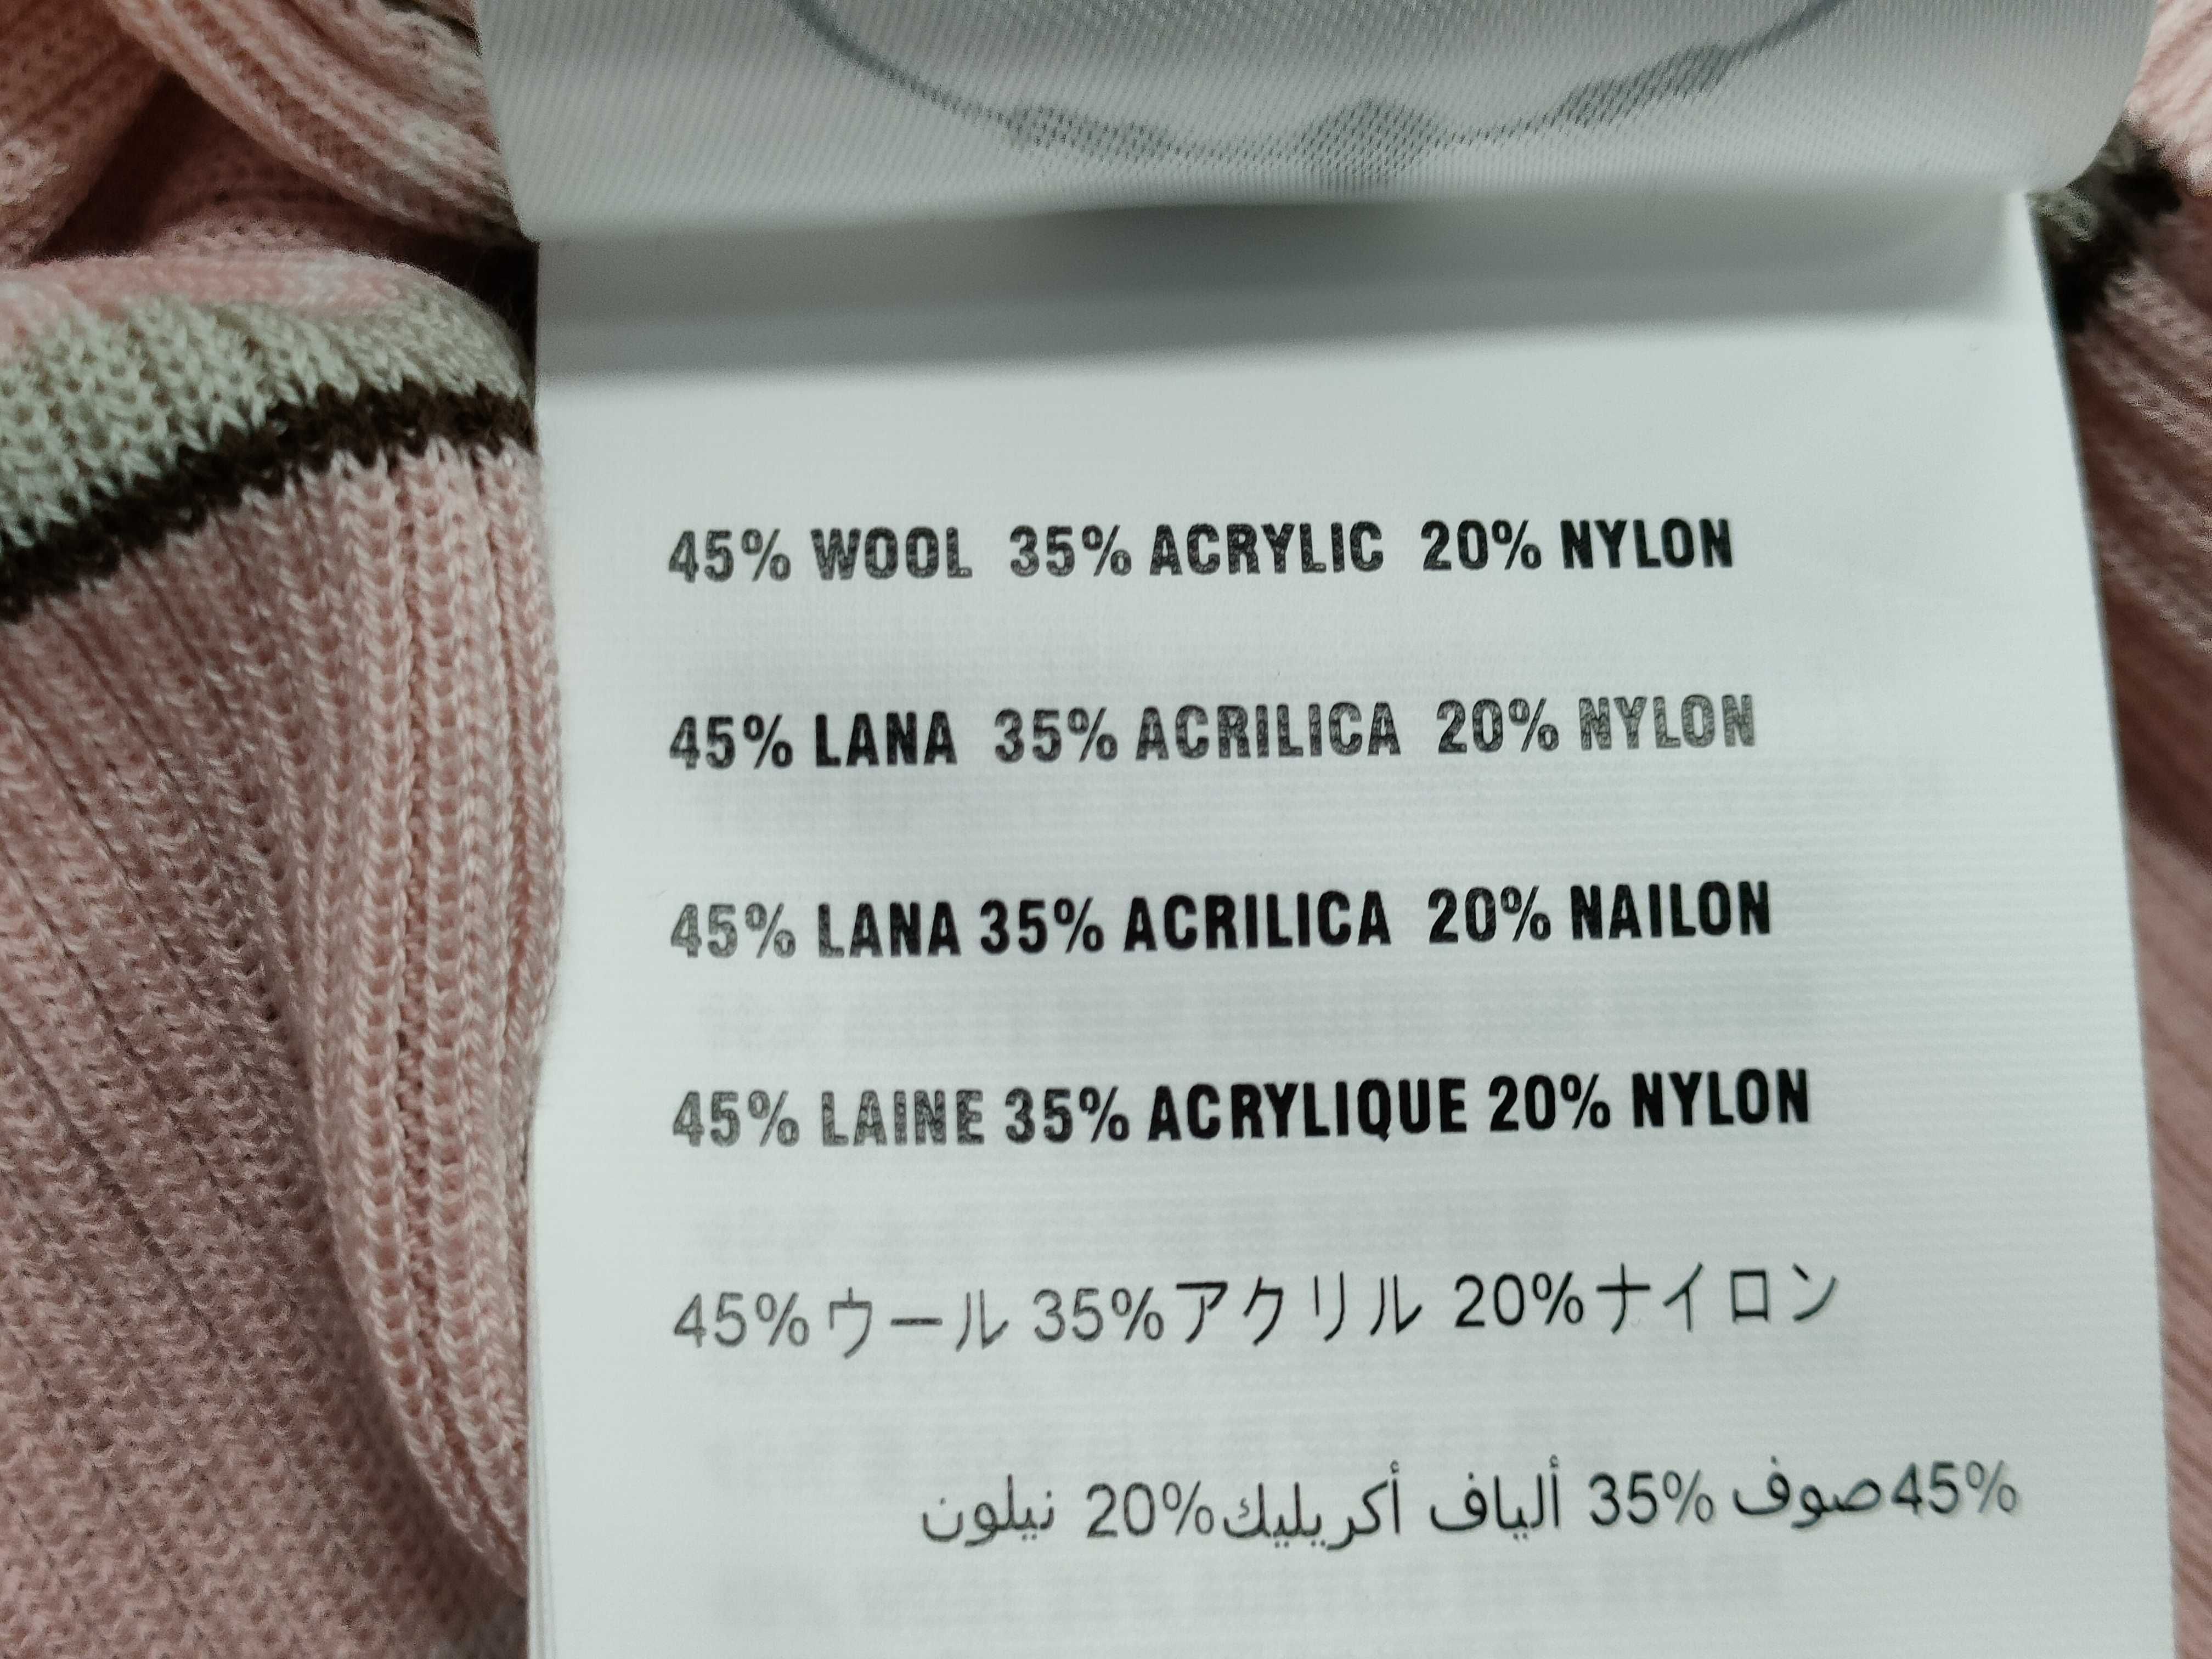 45% WOOL 35% ACRYLIC 20% NYLON
45% LANA 35% ACRILICA 20% NYLON
45% LANA 35% ACRILICA 20% NAILON
45% LAINE 35% ACRYLIQUE 20% NYLON
45%ウール 35%アクリル 20%ナイロン
45%صوف 35% ألياف أكريليك20% نيلون